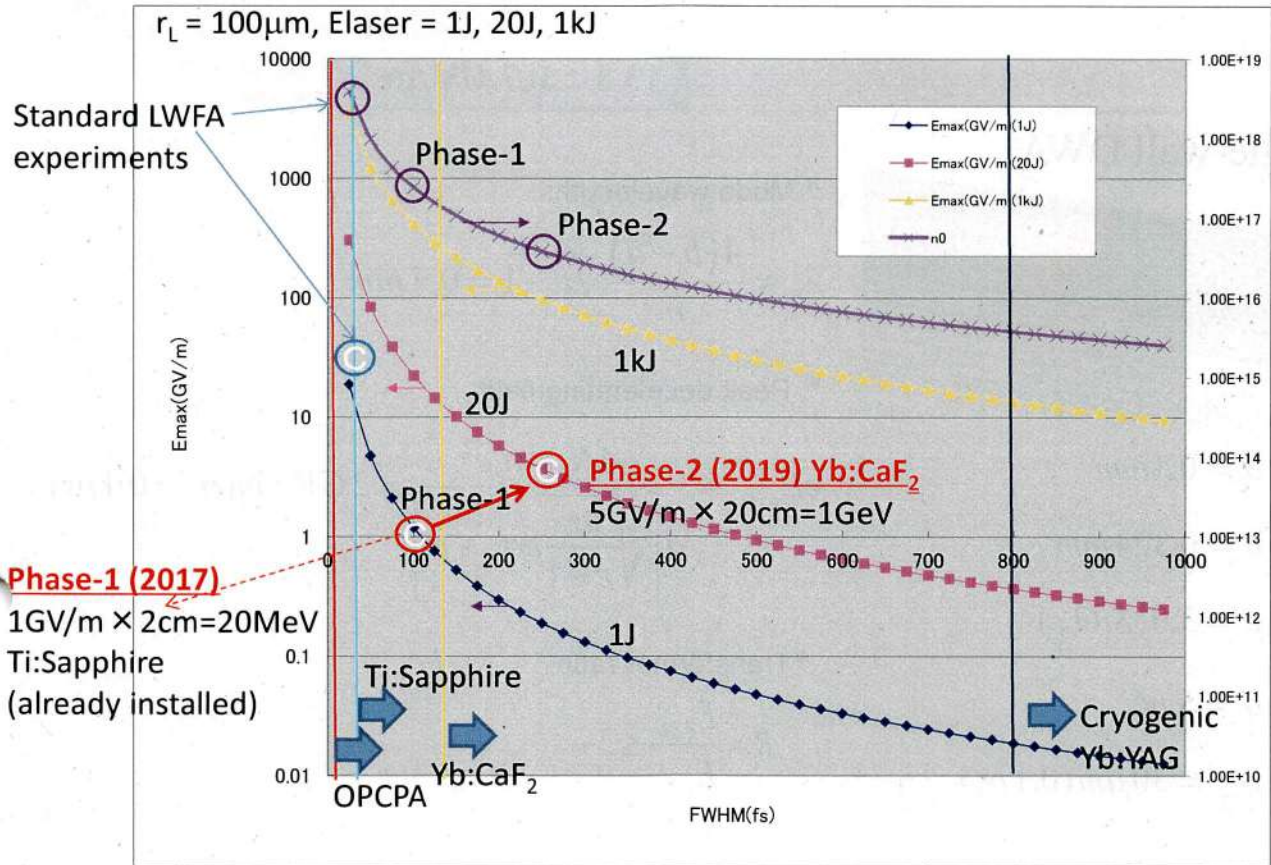 r_L = 100μm, Elaser = 1J, 20J, 1kJ
Standard LWFA
experiments
Phase-1
Phase-2
10000
1000
100
10
1
0.1
0.01
Emax(GV/m)
1.00E+19
1.00E+18
1.00E+17
1.00E+16
1.00E+15
1.00E+14
1.00E+13
1.00E+12
1.00E+11
1.00E+10
Emax(GV/m)(1J)
Emax(GV/m)(20J)
Emax(GV/m)(1kJ)
n0
1kJ
20J
C
C
C
Phase-1
Phase-2 (2019) Yb:CaF₂
5GV/m × 20cm=1GeV
0 100 200 300 400 500 600 700 800 900 1000
Phase-1 (2017)
1GV/m × 2cm=20MeV
Ti:Sapphire
(already installed)
1J
Ti:Sapphire
Yb:CaF₂
OPCPA
Cryogenic
Yb:YAG
FWHM(fs)